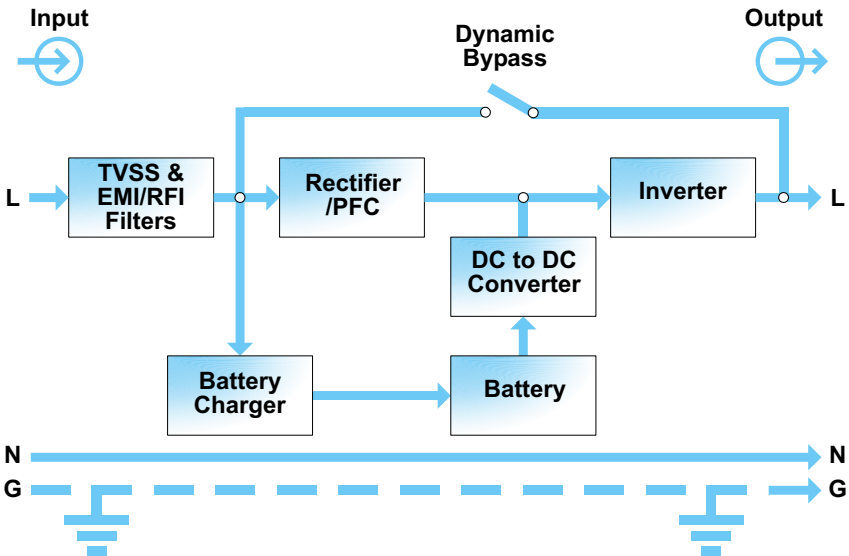 Input
Output
Dynamic
Bypass
L
TVSS &
EMI/RFI
Filters
Rectifier
/PFC
Inverter
L
DC to DC
Converter
Battery
Charger
Battery
N
N
G
G